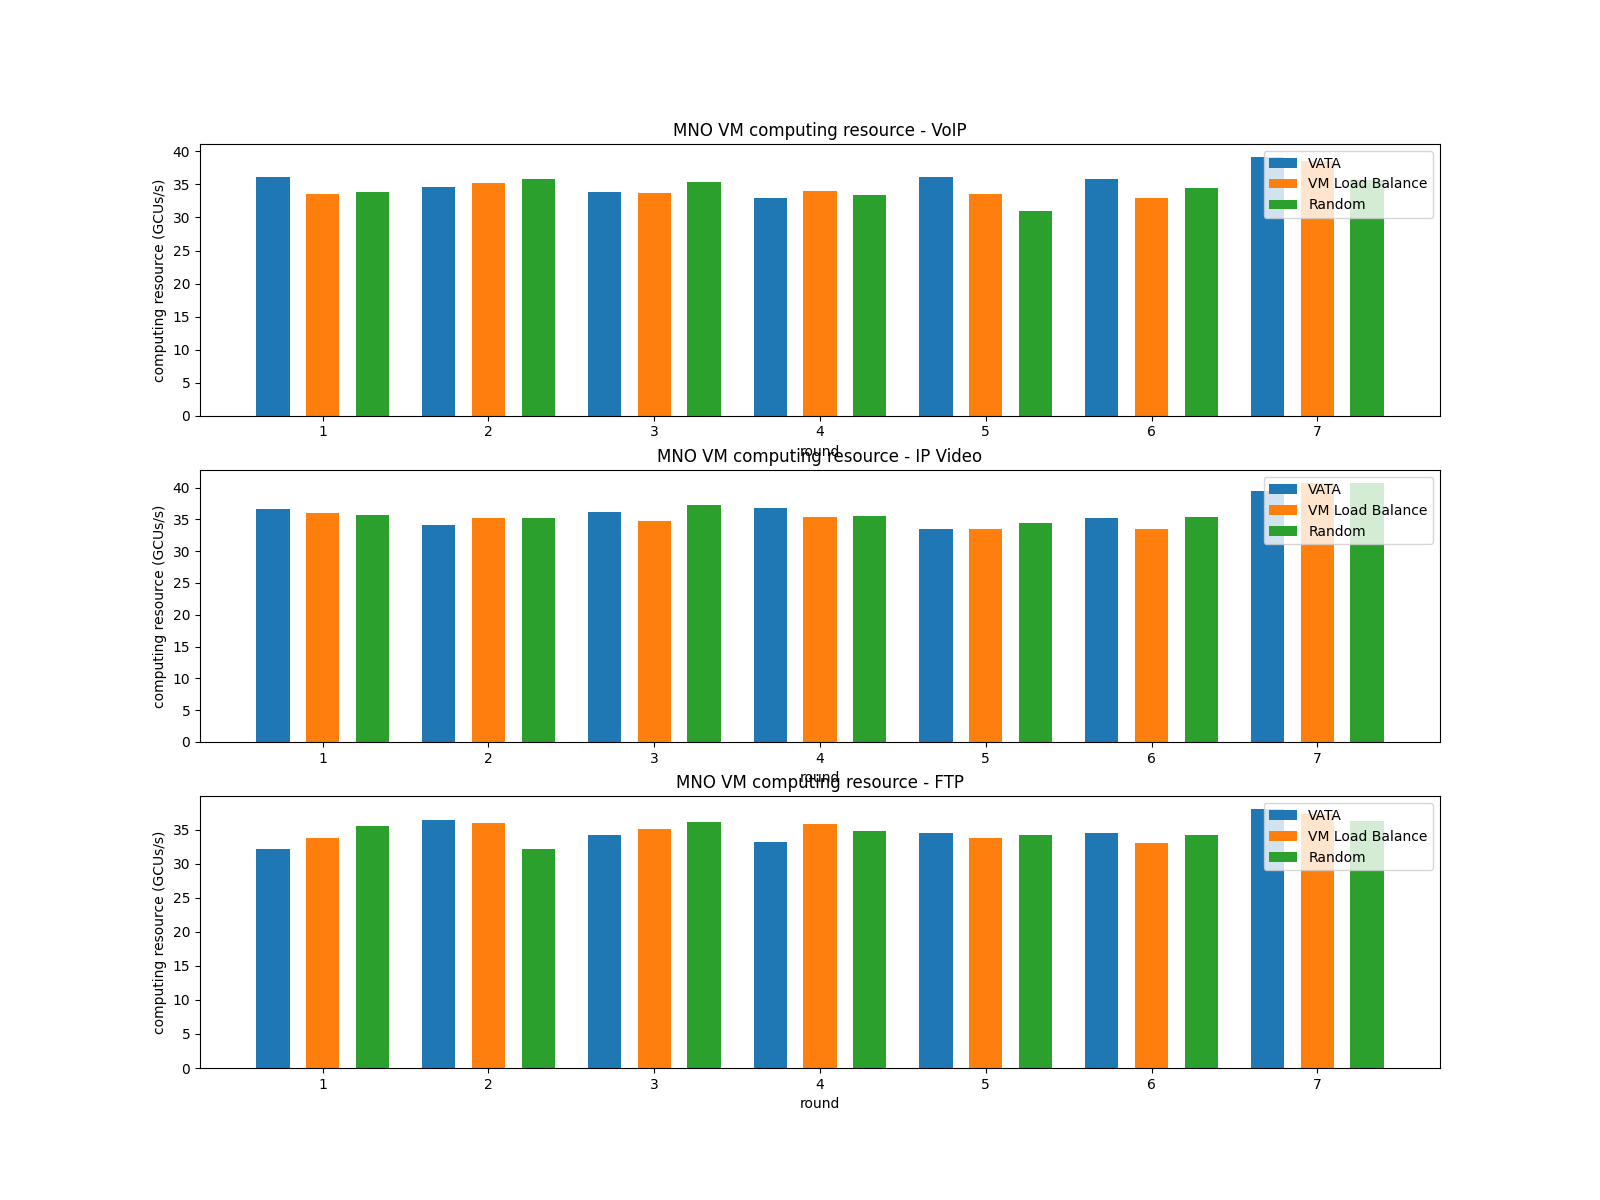 MNO VM computing resource - VoIP
computing resource (GCUs/s)
40
35
30
25
20
15
10
5
0
VATA
VM Load Balance
Random
1 2 3 4 5 6 7
round
MNO VM computing resource - IP Video
computing resource (GCUs/s)
40
35
30
25
20
15
10
5
0
VATA
VM Load Balance
Random
1 2 3 4 5 6 7
round
MNO VM computing resource - FTP
computing resource (GCUs/s)
35
30
25
20
15
10
5
0
VATA
VM Load Balance
Random
1 2 3 4 5 6 7
round